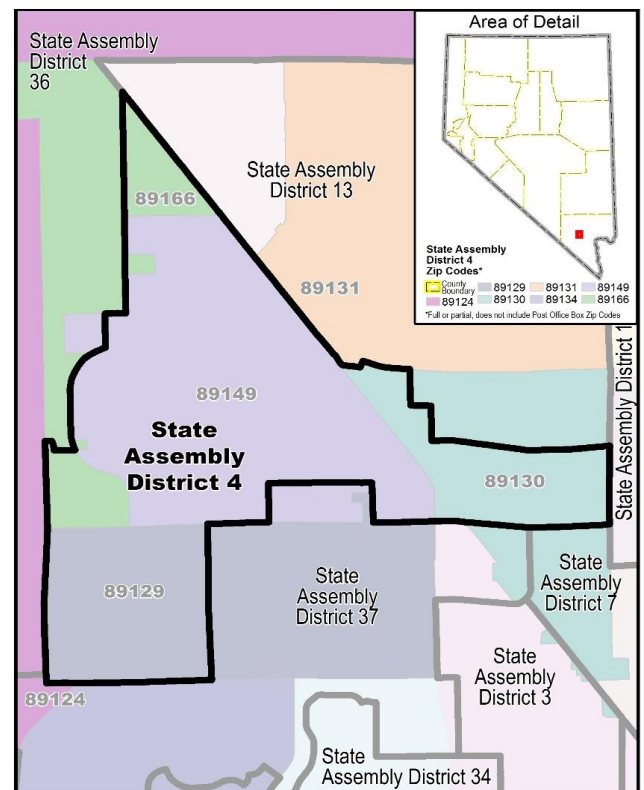 State Assembly
District
36
Area of Detail
State Assembly
District 4
Zip Codes*
County
Boundary
89124
89129
89130
89131
89134
89149
89166
*Full or partial, does not include Post Office Box Zip Codes
89166
State Assembly
District 13
89131
State Assembly District 1
89149
State
Assembly
District 4
89130
89129
State
Assembly
District 37
State
Assembly
District 7
State
Assembly
District 3
89124
State
Assembly District 34